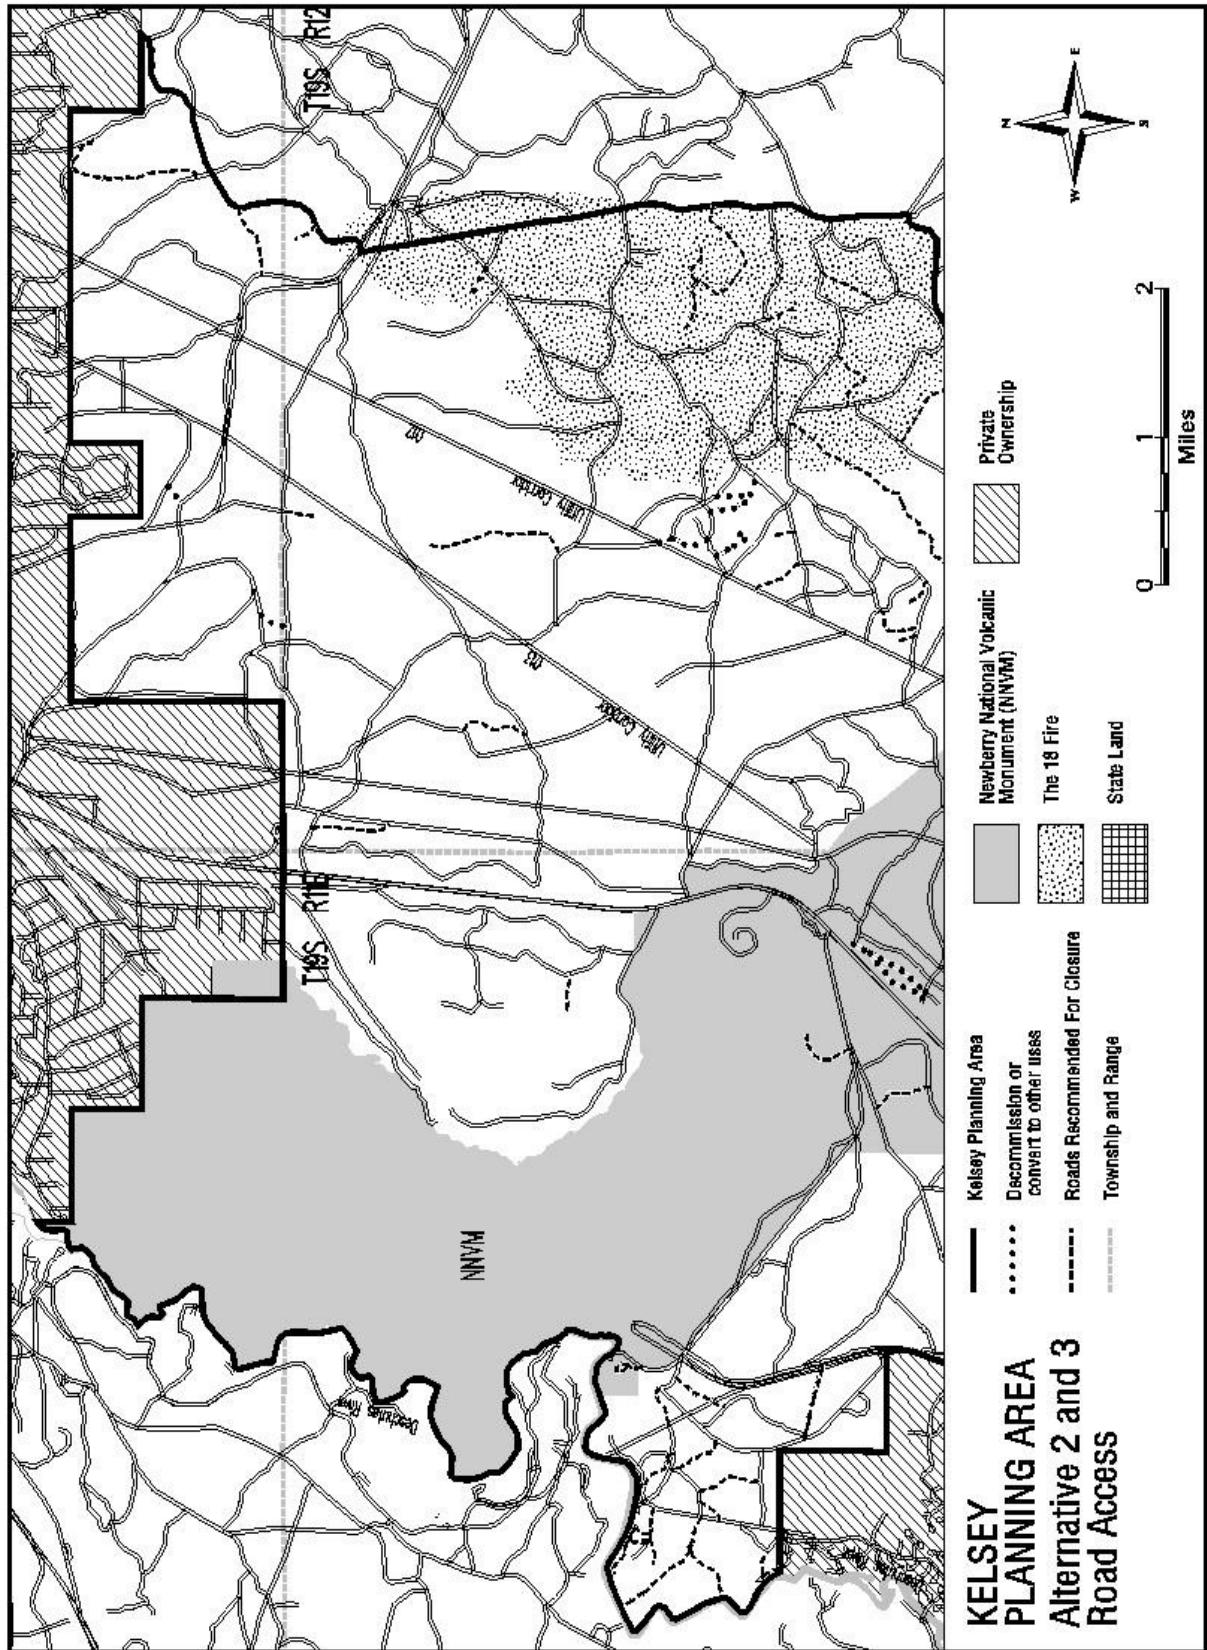 T19S R12
T19S R11E
Utility Corridor
Utility Corridor
NNVM
Deschutes River
KELSEY
PLANNING AREA
Alternative 2 and 3
Road Access
Kelsey Planning Area
Decommission or
convert to other uses
Roads Recommended For Closure
Township and Range
Newberry National Volcanic
Monument (NNVM)
The 18 Fire
State Land
Private
Ownership
0 1 2
Miles
N
E
S
W